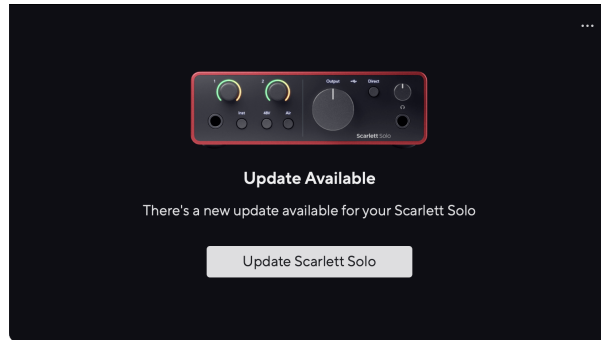 ...
1
2
Output
Direct
Inst
48V
Air
Scarlett Solo
Update Available
There's a new update available for your Scarlett Solo
Update Scarlett Solo